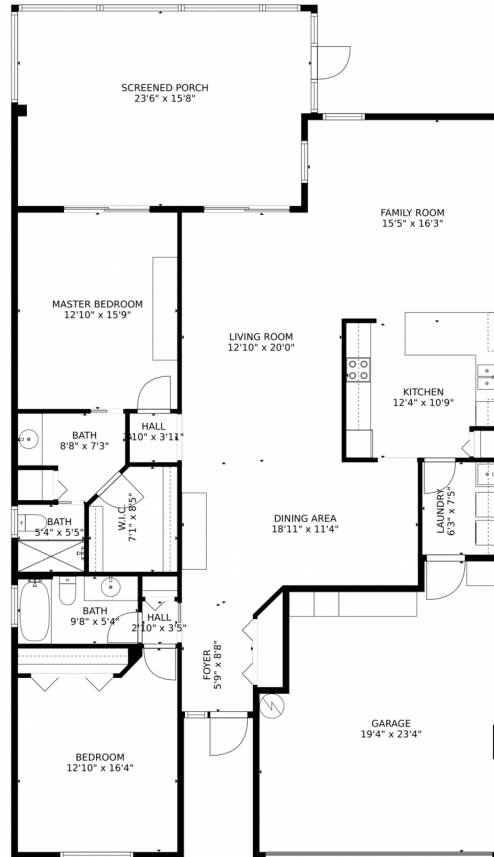 SCREENED PORCH
23'6" x 15'8"
FAMILY ROOM
15'5" x 16'3"
MASTER BEDROOM
12'10" x 15'9"
LIVING ROOM
12'10" x 20'0"
KITCHEN
12'4" x 10'9"
HALL
10" x 3'11"
BATH
8'8" x 7'3"
W.I.C.
7'1" x 8'5"
LAUNDRY
6'3" x 7'5"
BATH
5'4" x 5'5"
DINING AREA
18'11" x 11'4"
BATH
9'8" x 5'4"
HALL
2'10" x 3'5"
FOYER
5'9" x 8'8"
GARAGE
19'4" x 23'4"
BEDROOM
12'10" x 16'4"